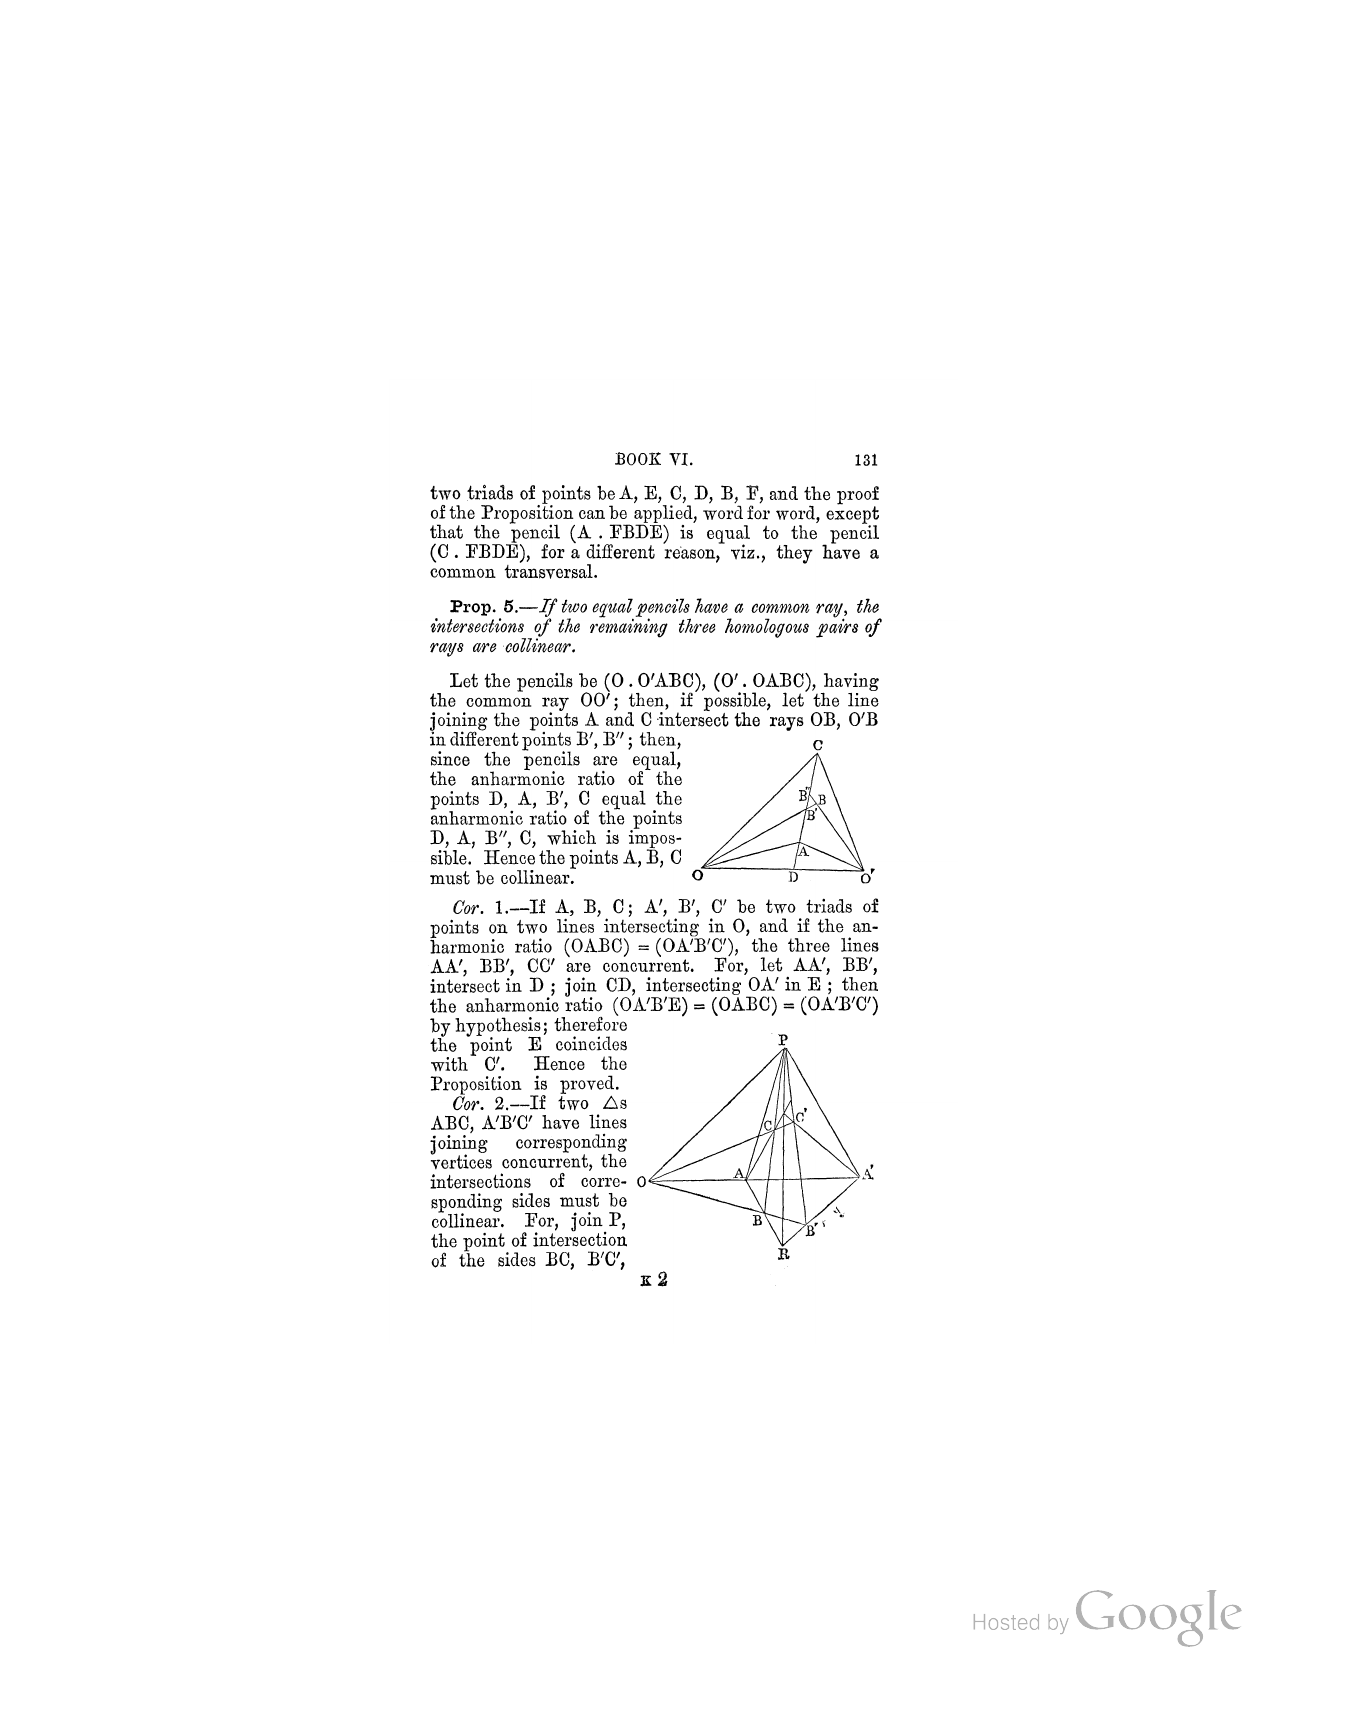 BOOK VI. 131
two triads of points be A, E, C, D, B, F, and the proof
of the Proposition can be applied, word for word, except
that the pencil (A . FBDE) is equal to the pencil
(C . FBDE), for a different reason, viz., they have a
common transversal.
Prop. 5.—If two equal pencils have a common ray, the
intersections of the remaining three homologous pairs of
rays are collinear.
Let the pencils be (O . O′ABC), (O′ . OABC), having
the common ray OO′; then, if possible, let the line
joining the points A and C intersect the rays OB, O′B
in different points B′, B″; then,
since the pencils are equal,
the anharmonic ratio of the
points D, A, B′, C equal the
anharmonic ratio of the points
D, A, B″, C, which is impos-
sible. Hence the points A, B, C
must be collinear.
C
B″ B
B′
A
O D O′
Cor. 1.—If A, B, C; A′, B′, C′ be two triads of
points on two lines intersecting in O, and if the an-
harmonic ratio (OABC) = (OA′B′C′), the three lines
AA′, BB′, CC′ are concurrent. For, let AA′, BB′,
intersect in D ; join CD, intersecting OA′ in E ; then
the anharmonic ratio (OA′B′E) = (OABC) = (OA′B′C′)
by hypothesis; therefore
the point E coincides
with C′. Hence the
Proposition is proved.
Cor. 2.—If two △s
ABC, A′B′C′ have lines
joining corresponding
vertices concurrent, the
intersections of corre-
sponding sides must be
collinear. For, join P,
the point of intersection
of the sides BC, B′C′,
P
C C′
O A A′
B B′
R
K 2
Hosted by Google